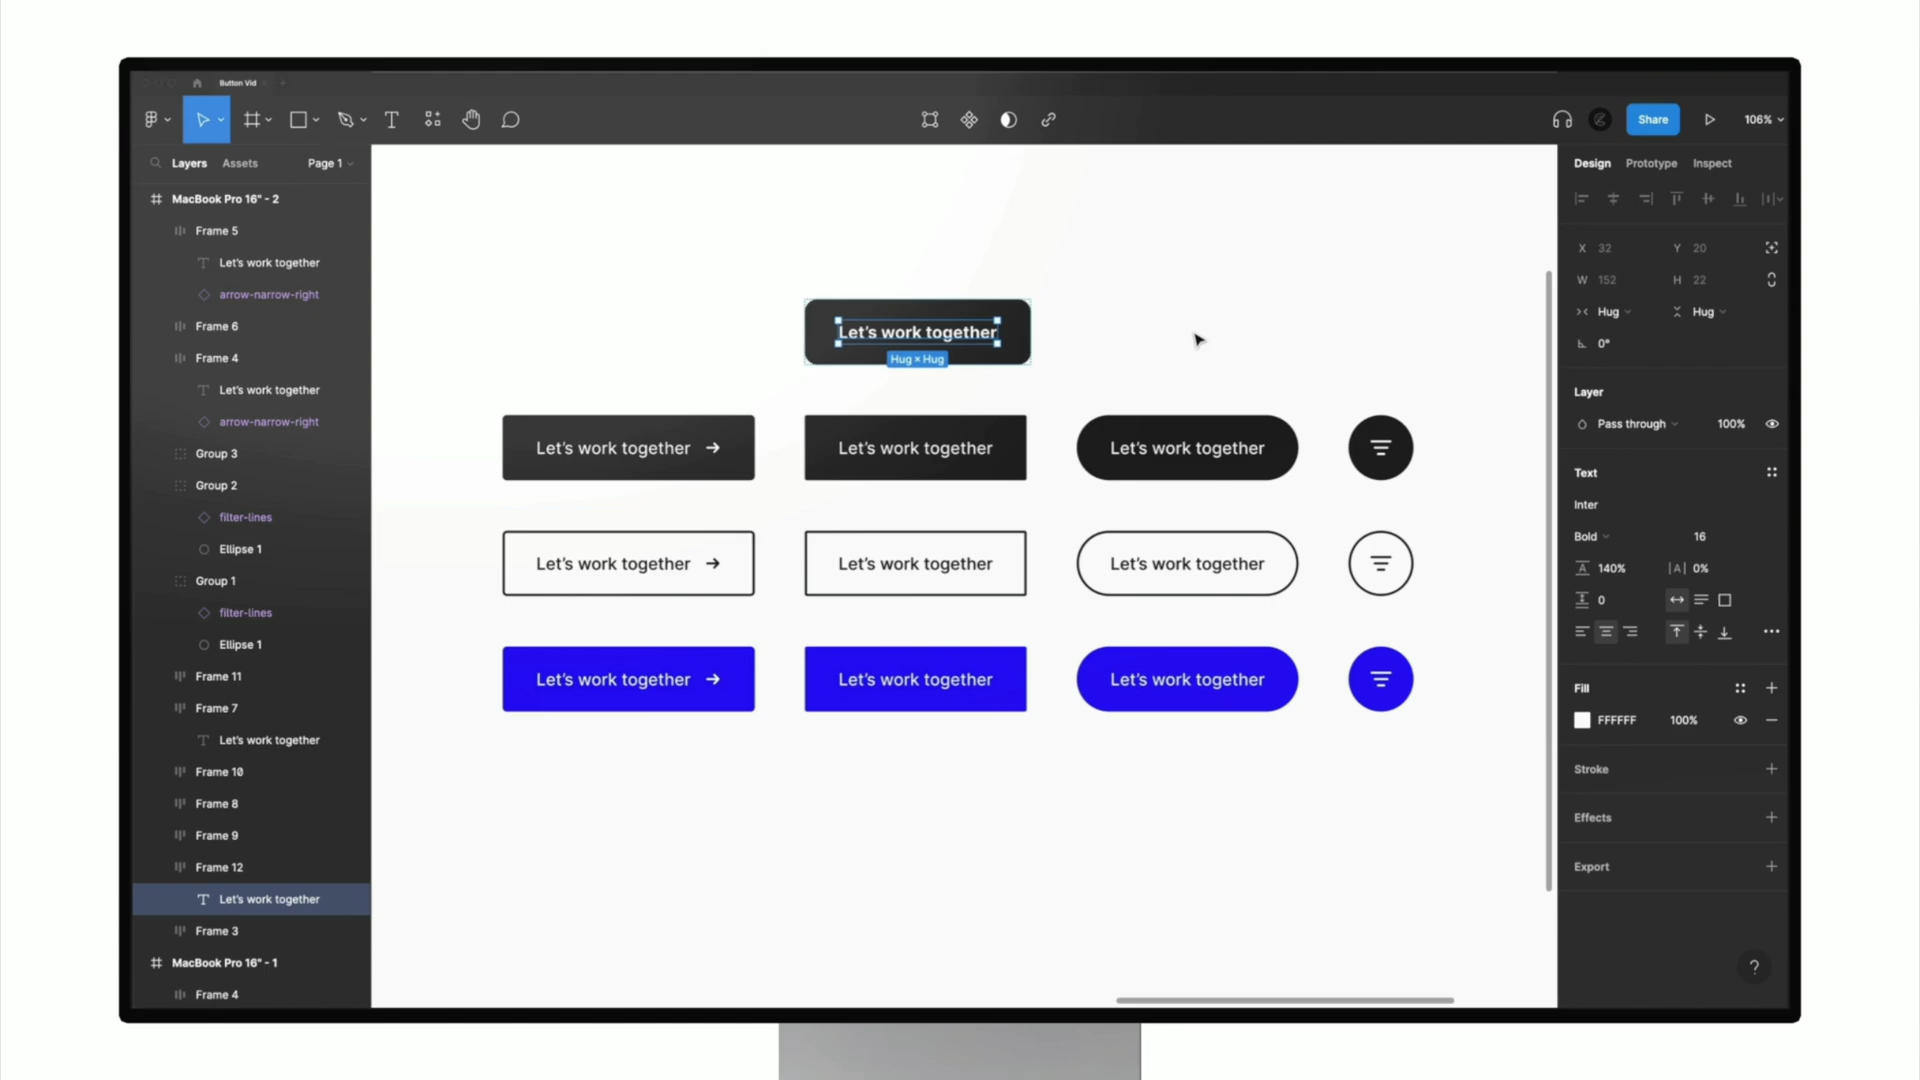 Button Vid
Share
106%
Layers Assets Page 1
MacBook Pro 16" - 2
Frame 5
Let's work together
arrow-narrow-right
Frame 6
Frame 4
Let's work together
arrow-narrow-right
Group 3
Group 2
filter-lines
Ellipse 1
Group 1
filter-lines
Ellipse 1
Frame 11
Frame 7
Let's work together
Frame 10
Frame 8
Frame 9
Frame 12
Let's work together
Frame 3
MacBook Pro 16" - 1
Frame 4
Let's work together
Hug × Hug
Let's work together Let's work together Let's work together
Let's work together Let's work together Let's work together
Let's work together Let's work together Let's work together
Design Prototype Inspect
X 32 Y 20
W 152 H 22
Hug Hug
0°
Layer
Pass through 100%
Text
Inter
Bold 16
140% |A| 0%
0
Fill
FFFFFF 100%
Stroke
Effects
Export
?